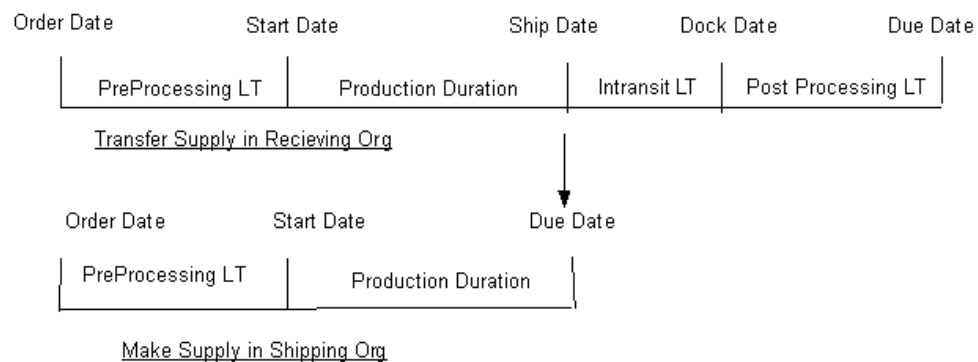 Order Date Start Date Ship Date Dock Date Due Date
PreProcessing LT Production Duration Intransit LT Post Processing LT
Transfer Supply in Recieving Org
Order Date Start Date Due Date
PreProcessing LT Production Duration
Make Supply in Shipping Org